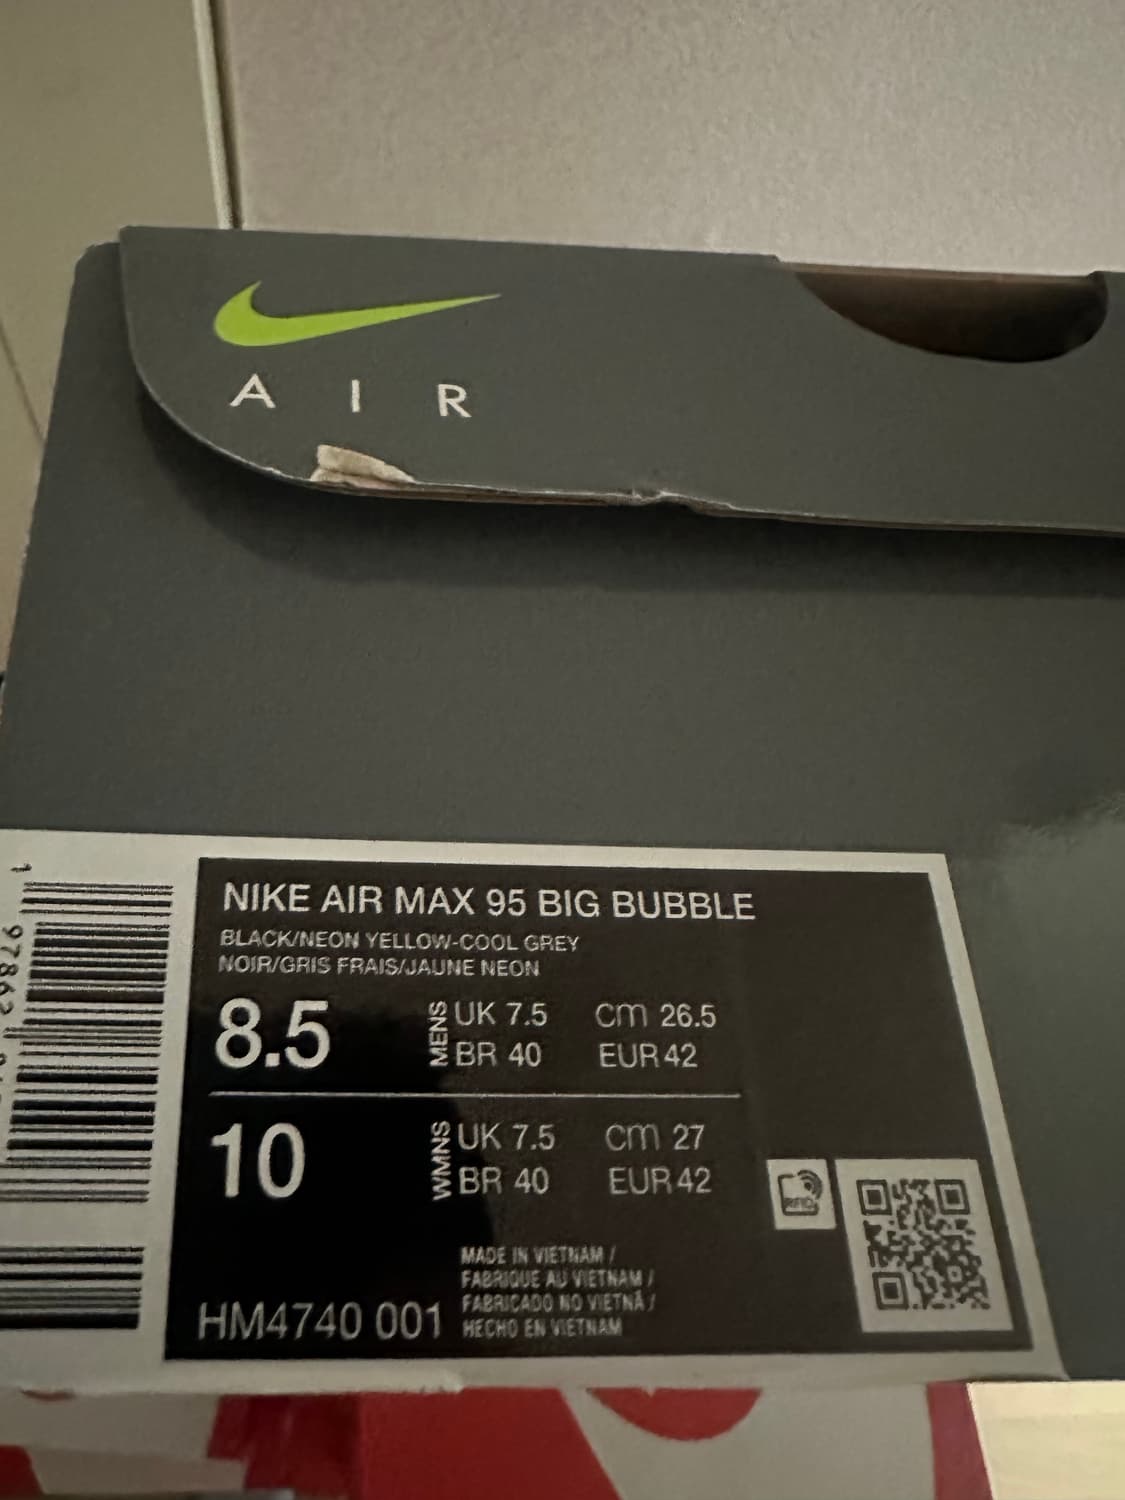 AIR
NIKE AIR MAX 95 BIG BUBBLE
BLACK/NEON YELLOW-COOL GREY
NOIR/GRIS FRAIS/JAUNE NEON
8.5 MENS UK 7.5 cm 26.5
BR 40 EUR 42
10 WMNS UK 7.5 cm 27
BR 40 EUR 42
RFID
MADE IN VIETNAM /
FABRIQUE AU VIETNAM /
FABRICADO NO VIETNÃ /
HECHO EN VIETNAM
HM4740 001